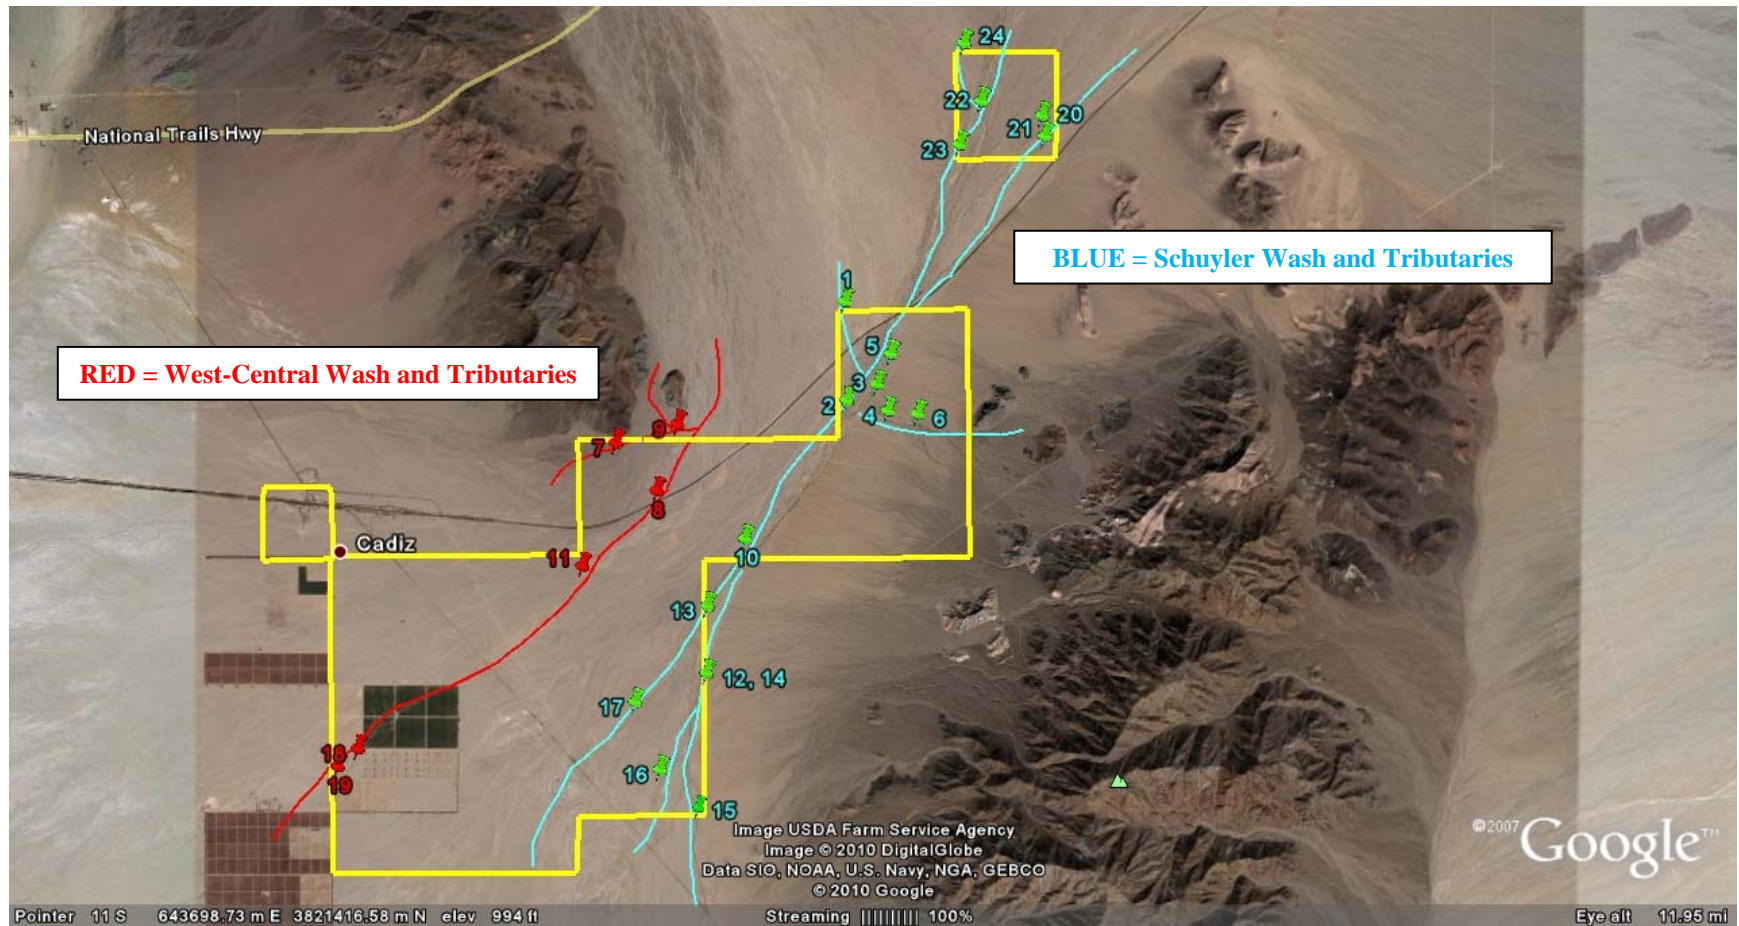 24
22
20
21
23
National Trails Hwy
BLUE = Schuyler Wash and Tributaries
1
5
RED = West-Central Wash and Tributaries
3
2
4
6
9
7
8
Cadiz
11
10
13
12, 14
17
18
16
19
15
Image USDA Farm Service Agency
Image © 2010 DigitalGlobe
Data SIO, NOAA, U.S. Navy, NGA, GEBCO
© 2010 Google
©2007 Google™
Pointer 11 S 643698.73 m E 3821416.58 m N elev 994 ft
Streaming |||||||||| 100%
Eye alt 11.95 mi